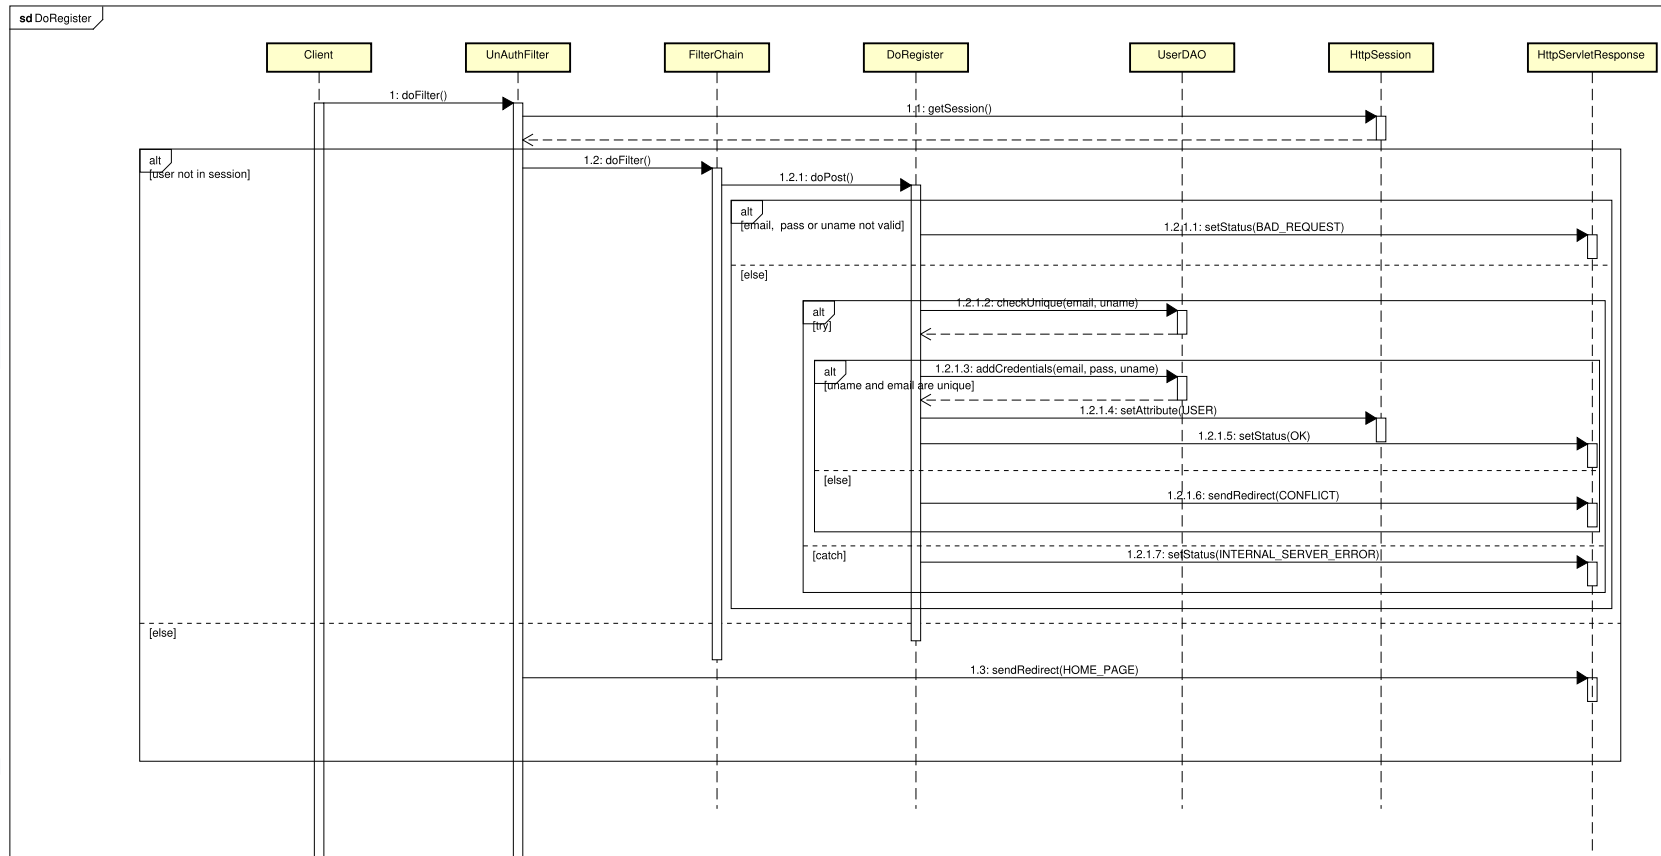 sd DoRegister
Client
UnAuthFilter
FilterChain
DoRegister
UserDAO
HttpSession
HttpServletResponse
1: doFilter()
1.1: getSession()
alt
[user not in session]
1.2: doFilter()
1.2.1: doPost()
alt
[email,  pass or uname not valid]
1.2.1.1: setStatus(BAD_REQUEST)
[else]
alt
[try]
1.2.1.2: checkUnique(email, uname)
alt
[uname and email are unique]
1.2.1.3: addCredentials(email, pass, uname)
1.2.1.4: setAttribute(USER)
1.2.1.5: setStatus(OK)
[else]
1.2.1.6: sendRedirect(CONFLICT)
[catch]
1.2.1.7: setStatus(INTERNAL_SERVER_ERROR)
[else]
1.3: sendRedirect(HOME_PAGE)